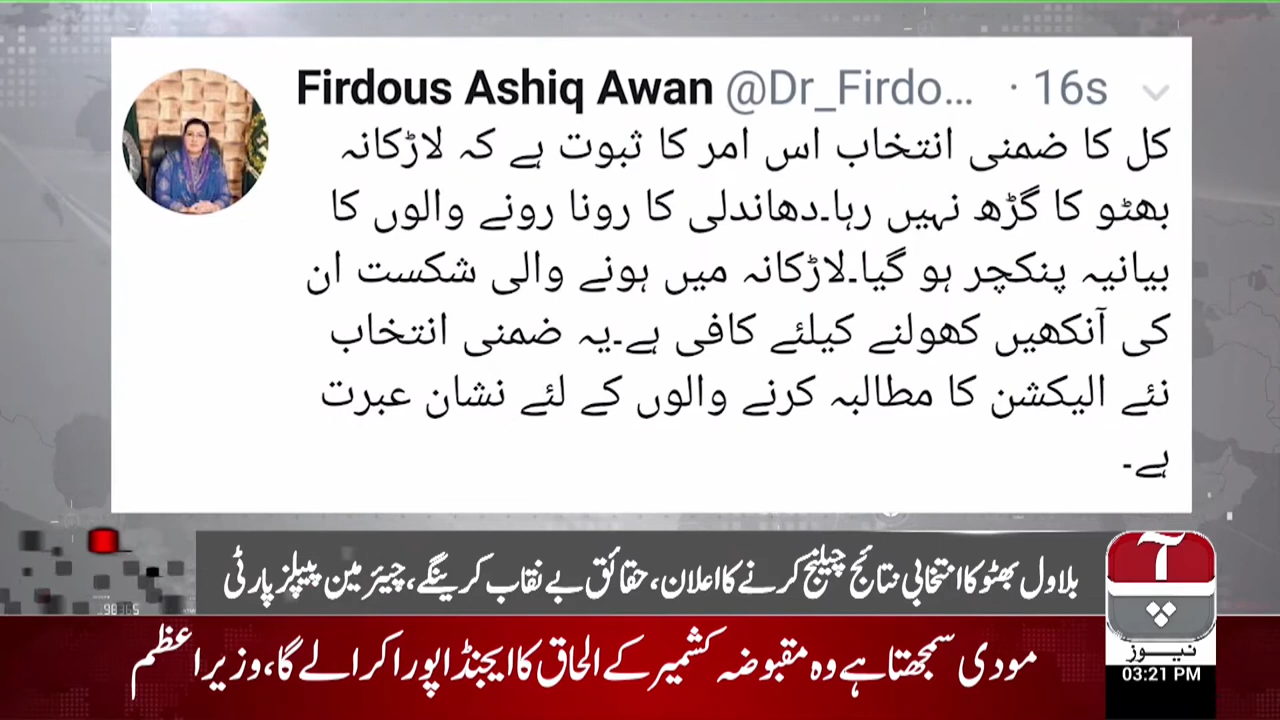 Firdous Ashiq Awan @Dr_Firdo... · 16s
کل کا ضمنی انتخاب اس امر کا ثبوت ہے کہ لاڑکانہ
بھٹو کا گڑھ نہیں رہا۔دھاندلی کا رونا رونے والوں کا
بیانیہ پنکچر ہو گیا۔لاڑکانہ میں ہونے والی شکست ان
کی آنکھیں کھولنے کیلئے کافی ہے۔یہ ضمنی انتخاب
نئے الیکشن کا مطالبہ کرنے والوں کے لئے نشان عبرت
ہے۔
بلاول بھٹو کا انتخابی نتائج چیلنج کرنے کا اعلان، حقائق بے نقاب کرینگے، چیئرمین پیپلز پارٹی
مودی سمجھتا ہے وہ مقبوضہ کشمیر کے الحاق کا ایجنڈا پورا کرا لے گا، وزیراعظم
آپ
نیوز
03:21 PM
98365